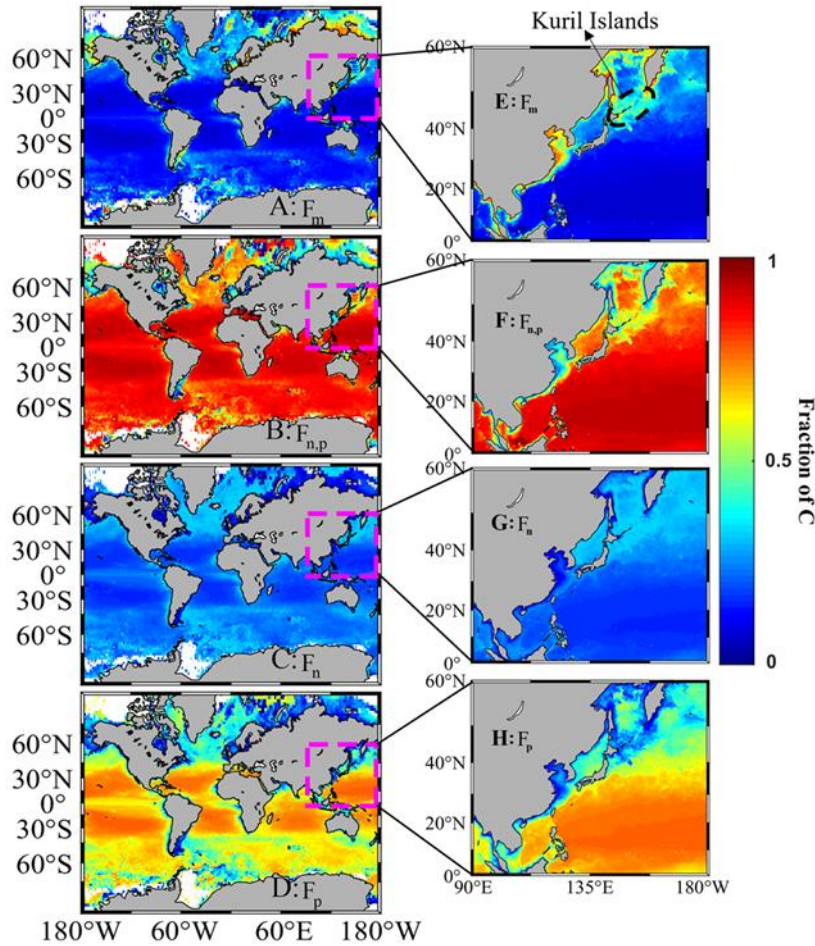 Kuril Islands
60°N
30°N
0°
30°S
60°S
A: Fm
60°N
40°N
20°N
0°
E: Fm
60°N
30°N
0°
30°S
60°S
B: Fn,p
60°N
40°N
20°N
0°
F: Fn,p
60°N
30°N
0°
30°S
60°S
C: Fn
60°N
40°N
20°N
0°
G: Fn
60°N
30°N
0°
30°S
60°S
D: Fp
180°W
60°W
60°E
180°W
60°N
40°N
20°N
0°
H: Fp
90°E
135°E
180°W
1
0.5
0
Fraction of C